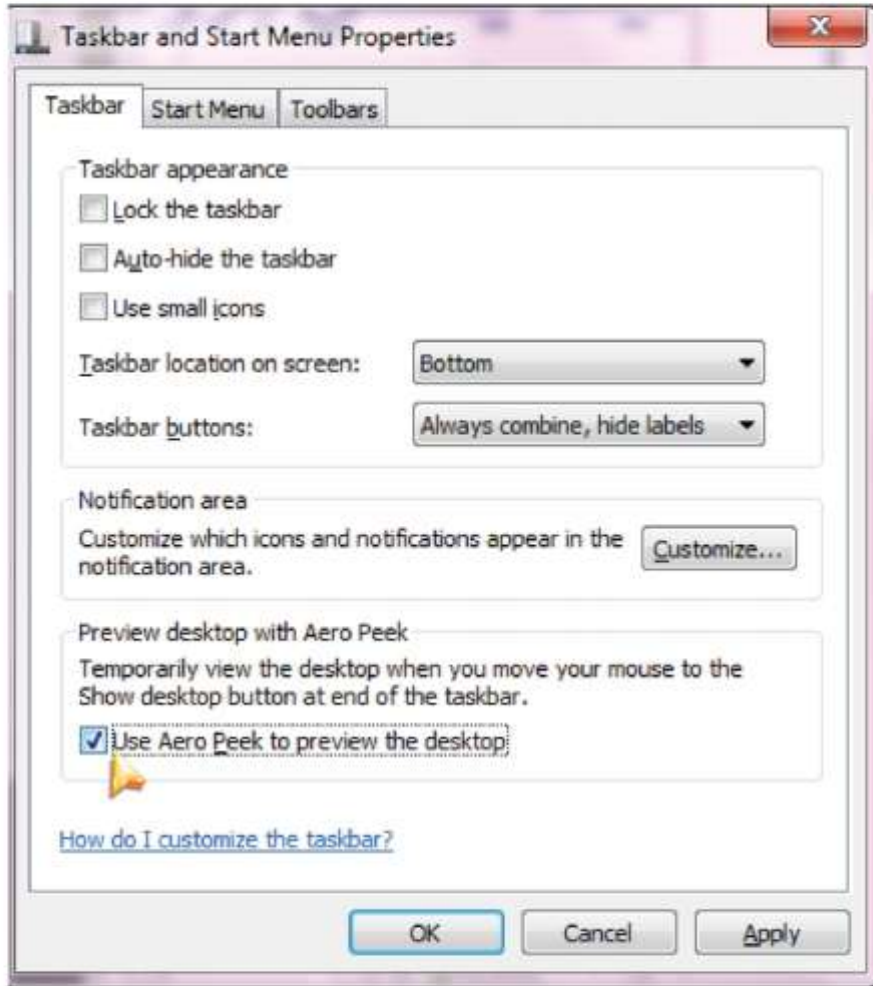 Taskbar and Start Menu Properties
Taskbar
Start Menu
Toolbars
Taskbar appearance
Lock the taskbar
Auto-hide the taskbar
Use small icons
Taskbar location on screen:
Bottom
Taskbar buttons:
Always combine, hide labels
Notification area
Customize which icons and notifications appear in the
notification area.
Customize...
Preview desktop with Aero Peek
Temporarily view the desktop when you move your mouse to the
Show desktop button at end of the taskbar.
Use Aero Peek to preview the desktop
How do I customize the taskbar?
OK
Cancel
Apply